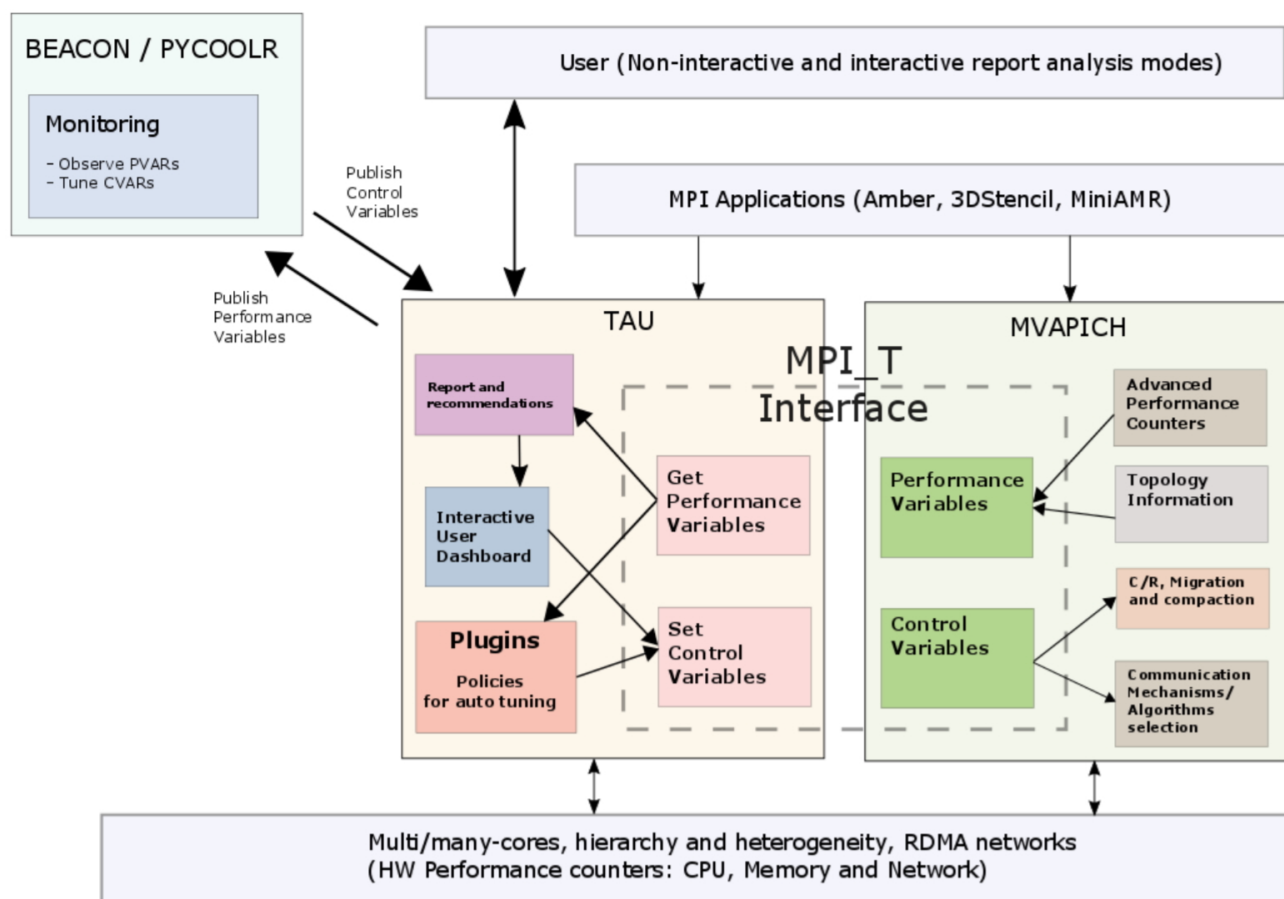 BEACON / PYCOOLR
Monitoring
- Observe PVARs
- Tune CVARs
User (Non-interactive and interactive report analysis modes)
Publish
Control
Variables
MPI Applications (Amber, 3DStencil, MiniAMR)
Publish
Performance
Variables
TAU
MVAPICH
MPI_T
Interface
Report and
recommendations
Interactive
User
Dashboard
Plugins
Policies
for auto tuning
Get
Performance
Variables
Set
Control
Variables
Performance
Variables
Control
Variables
Advanced
Performance
Counters
Topology
Information
C/R, Migration
and compaction
Communication
Mechanisms/
Algorithms
selection
Multi/many-cores, hierarchy and heterogeneity, RDMA networks
(HW Performance counters: CPU, Memory and Network)